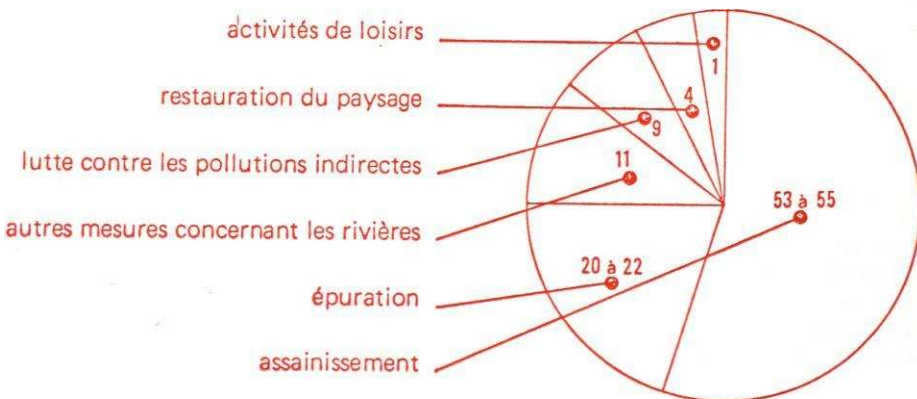 activités de loisirs
1
restauration du paysage
4
9
lutte contre les pollutions indirectes
11
autres mesures concernant les rivières
53 à 55
20 à 22
épuration
assainissement